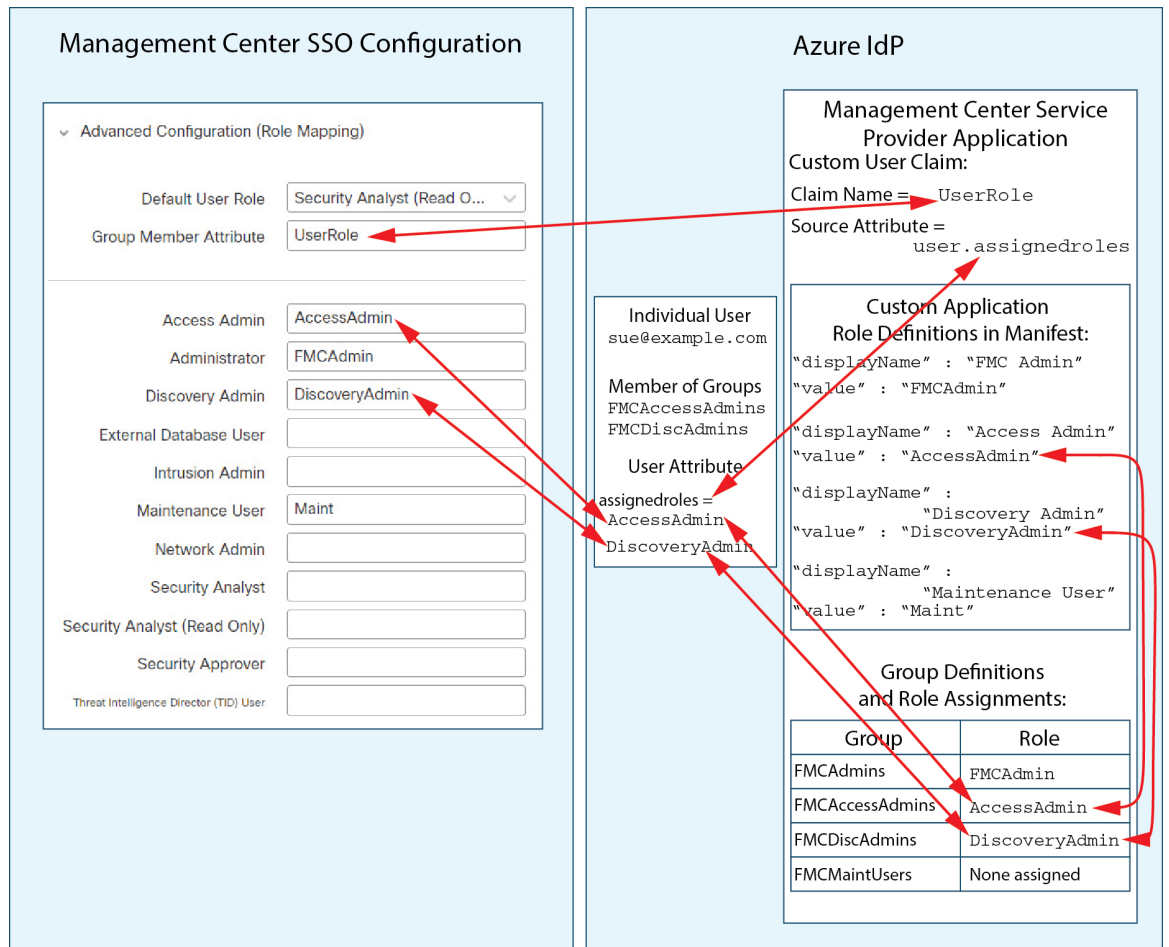 Management Center SSO Configuration
Advanced Configuration (Role Mapping)
Default User Role
Security Analyst (Read O...
Group Member Attribute
UserRole
Access Admin
AccessAdmin
Administrator
FMCAdmin
Discovery Admin
DiscoveryAdmin
External Database User
Intrusion Admin
Maintenance User
Maint
Network Admin
Security Analyst
Security Analyst (Read Only)
Security Approver
Threat Intelligence Director (TID) User
Azure IdP
Individual User
sue@example.com
Member of Groups
FMCAccessAdmins
FMCDiscAdmins
User Attribute
assignedroles =
AccessAdmin
DiscoveryAdmin
Management Center Service
Provider Application
Custom User Claim:
Claim Name = UserRole
Source Attribute =
user.assignedroles
Custom Application
Role Definitions in Manifest:
“displayName” : “FMC Admin”
“value” : “FMCAdmin”
“displayName” : “Access Admin”
“value” : “AccessAdmin”
“displayName” :
“Discovery Admin”
“value” : “DiscoveryAdmin”
“displayName” :
“Maintenance User”
“value” : “Maint”
Group Definitions
and Role Assignments:
Group Role
FMCAdmins FMCAdmin
FMCAccessAdmins AccessAdmin
FMCDiscAdmins DiscoveryAdmin
FMCMaintUsers None assigned